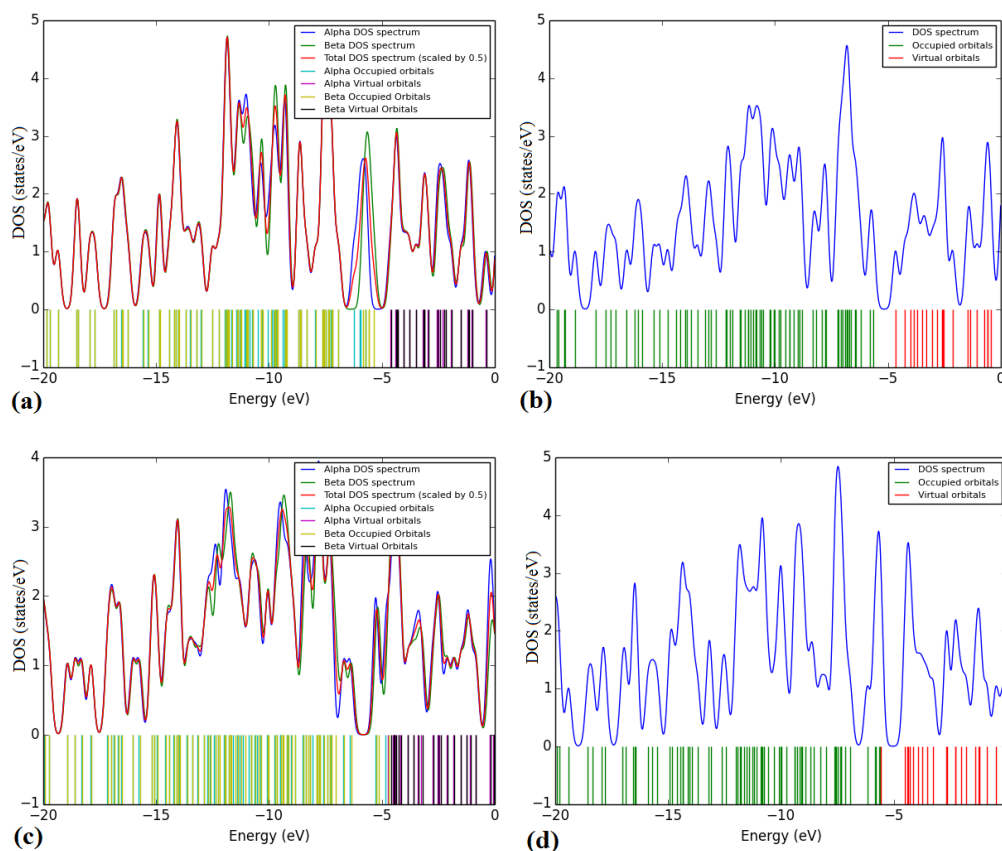 5
4
3
2
1
0
−1
DOS (states/eV)
Alpha DOS spectrum
Beta DOS spectrum
Total DOS spectrum (scaled by 0.5)
Alpha Occupied orbitals
Alpha Virtual orbitals
Beta Occupied Orbitals
Beta Virtual Orbitals
−20 −15 −10 −5 0
Energy (eV)
(a)
5
4
3
2
1
0
−1
DOS (states/eV)
DOS spectrum
Occupied orbitals
Virtual orbitals
−20 −15 −10 −5 0
Energy (eV)
(b)
4
3
2
1
0
−1
DOS (states/eV)
Alpha DOS spectrum
Beta DOS spectrum
Total DOS spectrum (scaled by 0.5)
Alpha Occupied orbitals
Alpha Virtual orbitals
Beta Occupied Orbitals
Beta Virtual Orbitals
−20 −15 −10 −5 0
Energy (eV)
(c)
5
4
3
2
1
0
−1
DOS (states/eV)
DOS spectrum
Occupied orbitals
Virtual orbitals
−20 −15 −10 −5
Energy (eV)
(d)